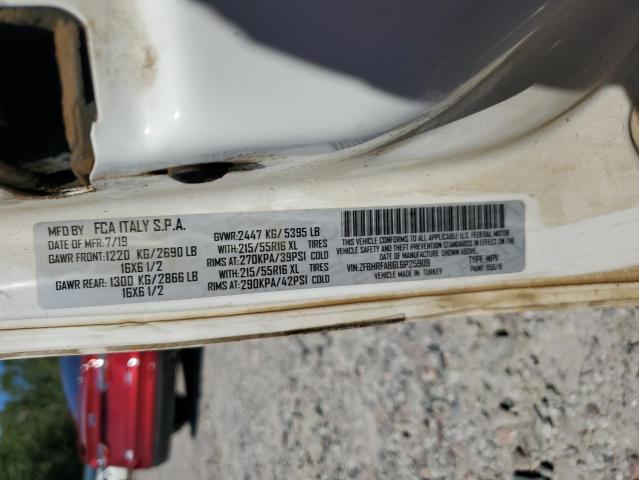 MFD BY FCA ITALY S.P.A.
DATE OF MFR:7/19
GAWR FRONT:1220 KG/2690 LB
16X6 1/2
GAWR REAR: 1300 KG/2866 LB
16X6 1/2
GVWR:2447 KG/ 5395 LB
WITH:215/55R16 XL TIRES
RIMS AT:270KPA/39PSI COLD
WITH:215/55R16 XL TIRES
RIMS AT:290KPA/42PSI COLD
THIS VEHICLE CONFORMS TO ALL APPLICABLE U.S. FEDERAL MOTOR
VEHICLE SAFETY AND THEFT PREVENTION STANDARDS IN EFFECT ON THE
DATE OF MANUFACTURE SHOWN ABOVE.
VIN:ZFBHRFAB6L6P25909 TYPE: MPV
VEHICLE MADE IN: TURKEY PAINT